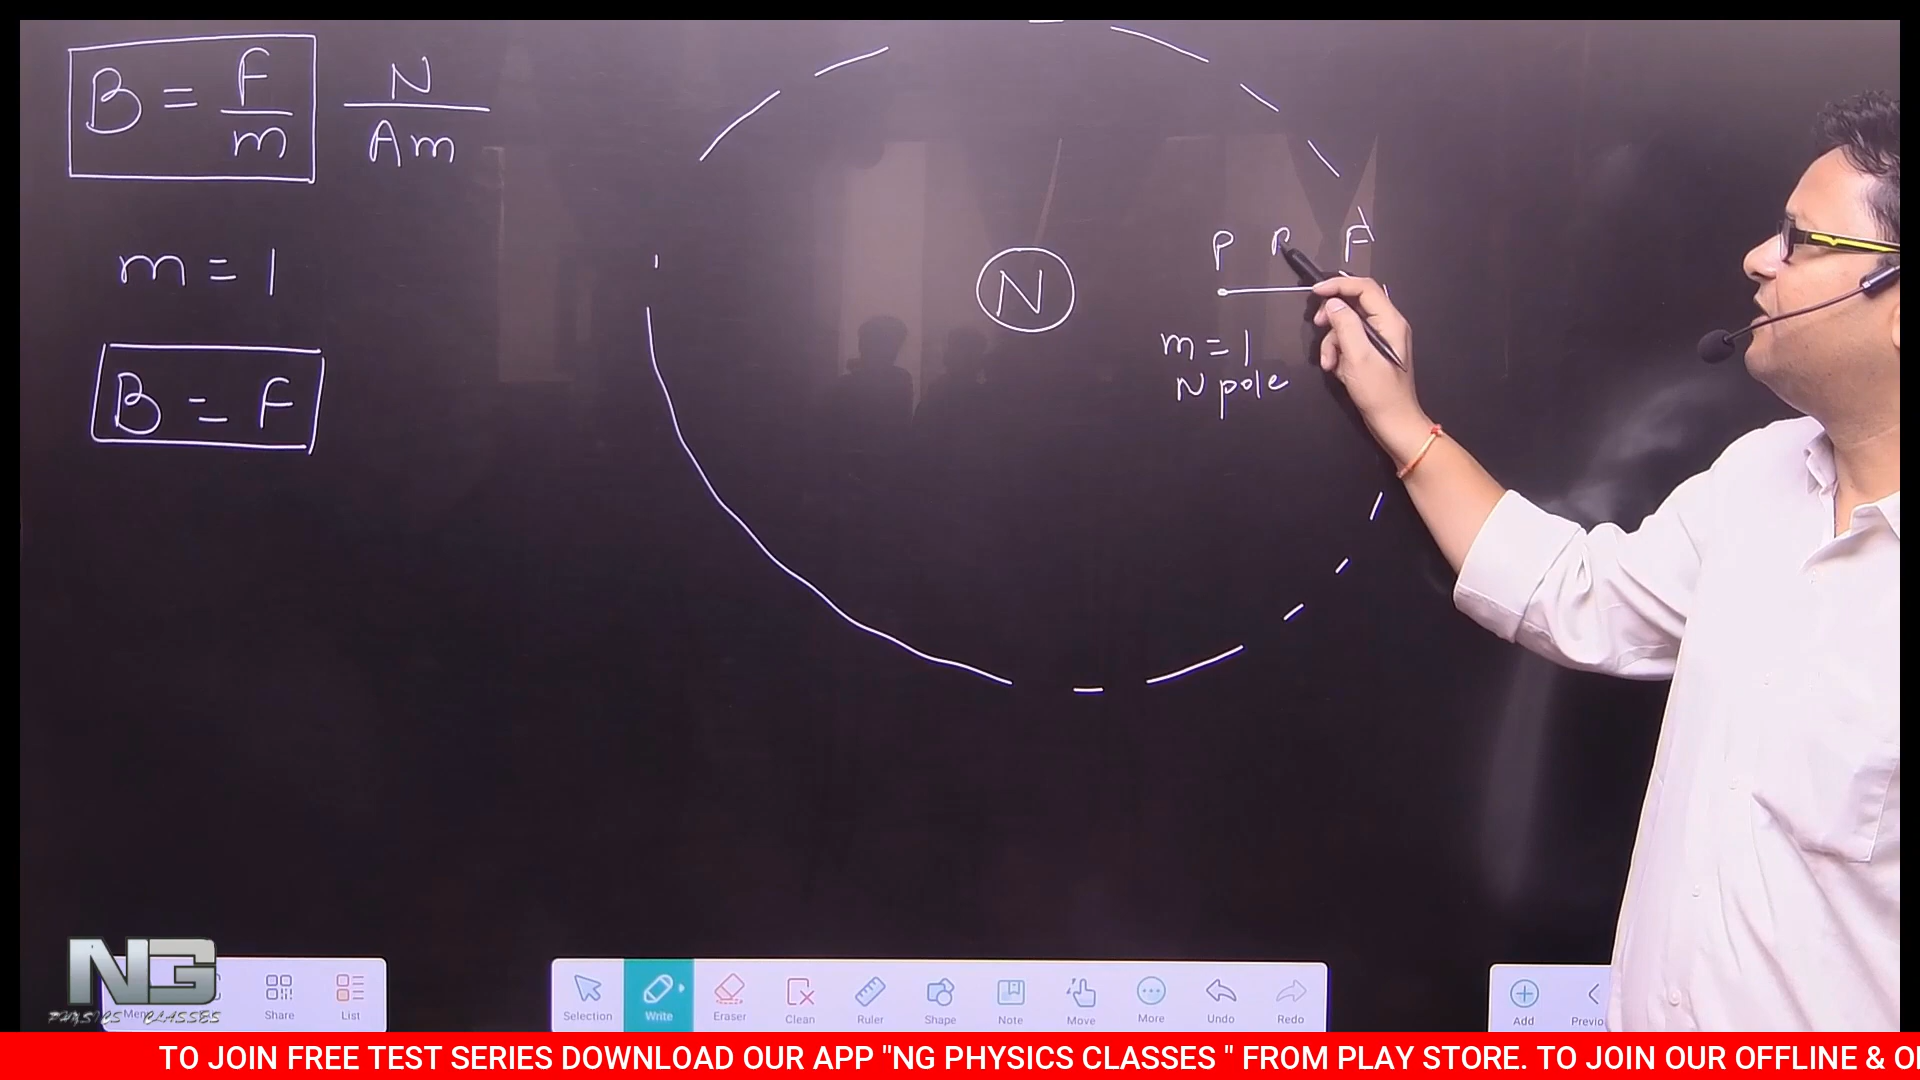 B = F/m N/Am
m = 1
B = F
N
P F
m = 1
N pole
NG
PHYSICS CLASSES
Share
List
Selection
Write
Eraser
Clean
Ruler
Shape
Note
Move
More
Undo
Redo
Add
Previo
TO JOIN FREE TEST SERIES DOWNLOAD OUR APP "NG PHYSICS CLASSES " FROM PLAY STORE. TO JOIN OUR OFFLINE &